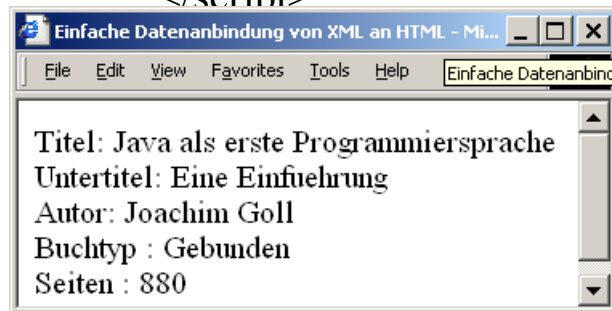 </script>
Einfache Datenanbindung von XML an HTML - Mi...
File Edit View Favorites Tools Help
Einfache Datenanbind
Titel: Java als erste Programmiersprache
Untertitel: Eine Einfuehrung
Autor: Joachim Goll
Buchtyp : Gebunden
Seiten : 880